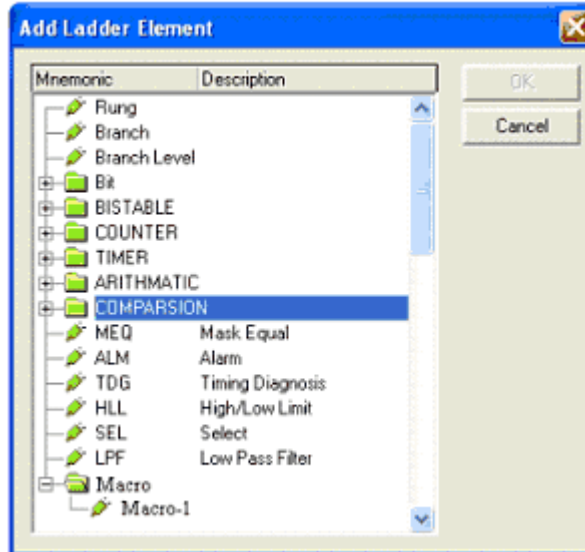 Add Ladder Element
Mnemonic Description
OK
Cancel
Rung
Branch
Branch Level
Bit
BISTABLE
COUNTER
TIMER
ARITHMATIC
COMPARSION
MEQ Mask Equal
ALM Alarm
TDG Timing Diagnosis
HLL High/Low Limit
SEL Select
LPF Low Pass Filter
Macro
Macro-1